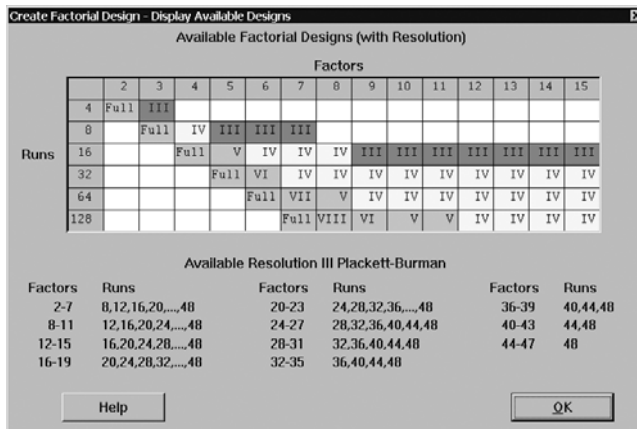 Create Factorial Design - Display Available Designs
Available Factorial Designs (with Resolution)
Factors
2 3 4 5 6 7 8 9 10 11 12 13 14 15
4 Full III
8 Full IV III III III
Runs 16 Full V IV IV IV III III III III III III III
32 Full VI IV IV IV IV IV IV IV IV IV
64 Full VII V IV IV IV IV IV IV IV
128 Full VIII VI V V IV IV IV IV
Available Resolution III Plackett-Burman
Factors Runs Factors Runs Factors Runs
2-7 8,12,16,20,...,48 20-23 24,28,32,36,...,48 36-39 40,44,48
8-11 12,16,20,24,...,48 24-27 28,32,36,40,44,48 40-43 44,48
12-15 16,20,24,28,...,48 28-31 32,36,40,44,48 44-47 48
16-19 20,24,28,32,...,48 32-35 36,40,44,48
Help OK